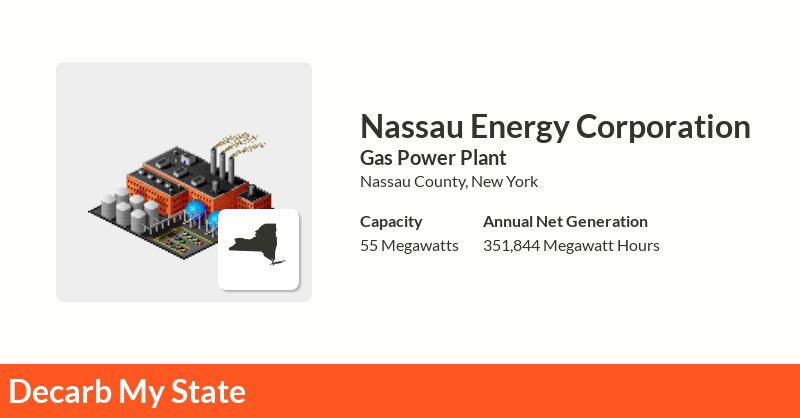 Nassau Energy Corporation
Gas Power Plant
Nassau County, New York
Capacity
55 Megawatts
Annual Net Generation
351,844 Megawatt Hours
Decarb My State